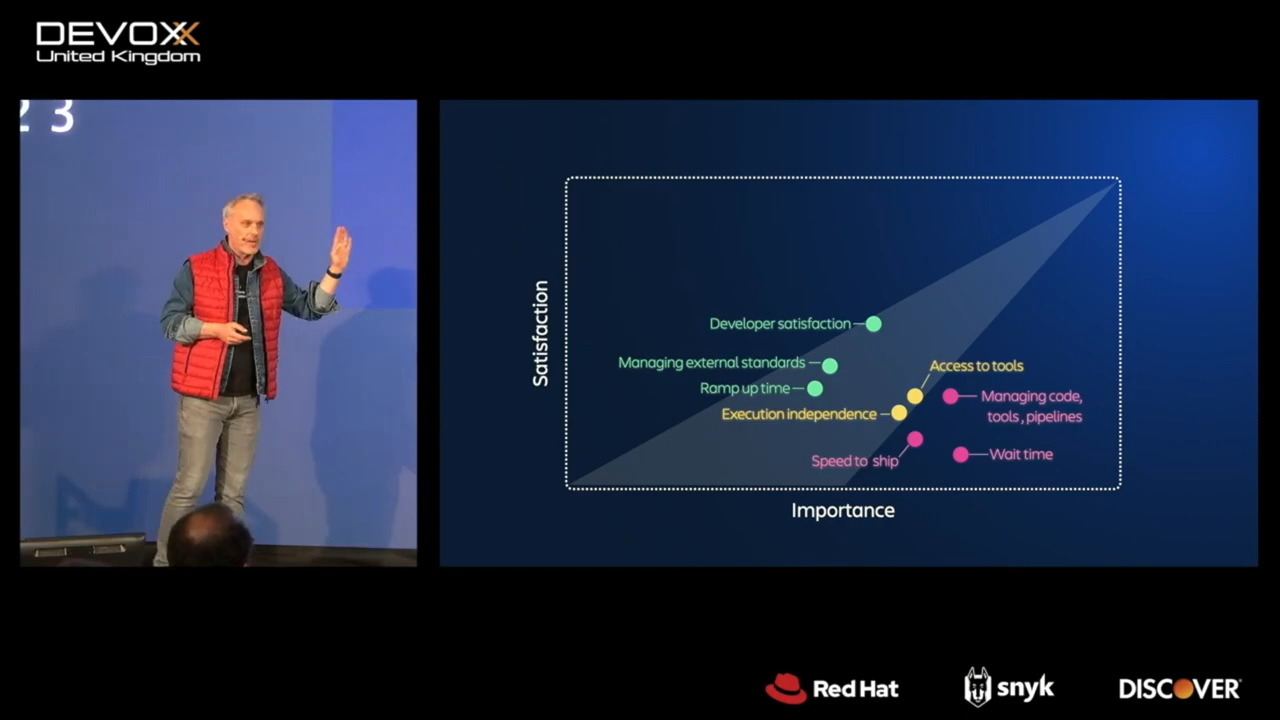 DEVOXX
United Kingdom
23
Satisfaction
Developer satisfaction
Managing external standards
Ramp up time
Execution independence
Access to tools
Managing code,
tools, pipelines
Speed to ship
Wait time
Importance
Red Hat
snyk
DISCOVER